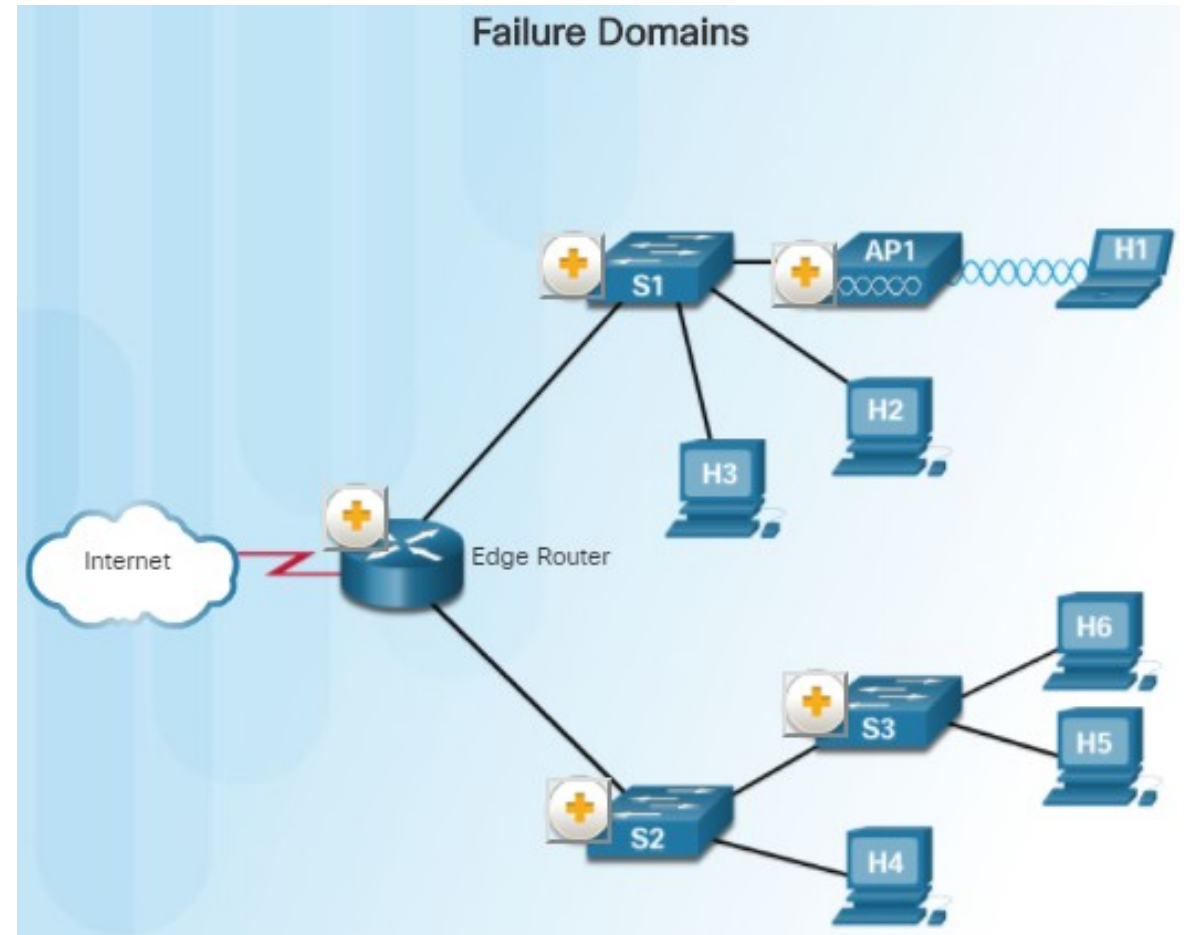 Failure Domains
S1
AP1
H1
H2
H3
Internet
Edge Router
H6
S3
H5
S2
H4